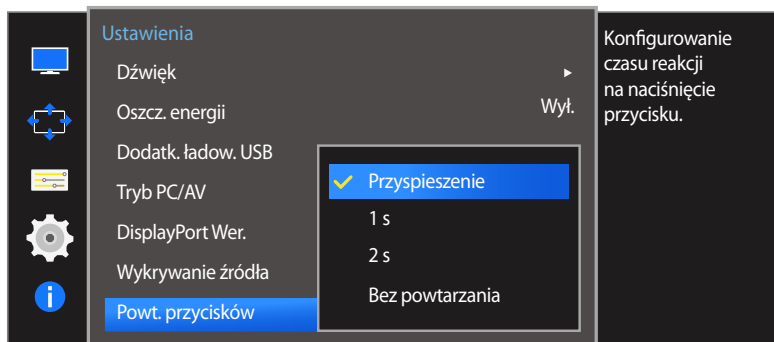 Ustawienia
Dźwięk
Oszcz. energii Wył.
Dodatk. ładow. USB
Tryb PC/AV
DisplayPort Wer.
Wykrywanie źródła
Powt. przycisków
Przyspieszenie
1 s
2 s
Bez powtarzania
Konfigurowanie
czasu reakcji
na naciśnięcie
przycisku.